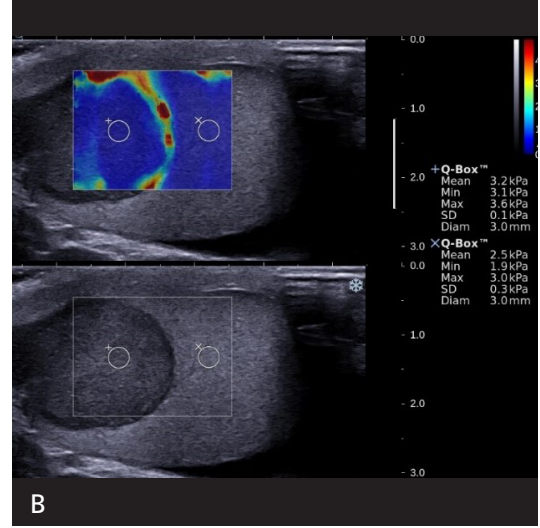 0.0
1.0
2.0
3.0
+Q-Box™
Mean 3.2kPa
Min 3.1kPa
Max 3.6kPa
SD 0.1kPa
Diam 3.0mm
×Q-Box™
Mean 2.5kPa
Min 1.9kPa
Max 3.0kPa
SD 0.3kPa
Diam 3.0mm
0.0
1.0
2.0
3.0
B